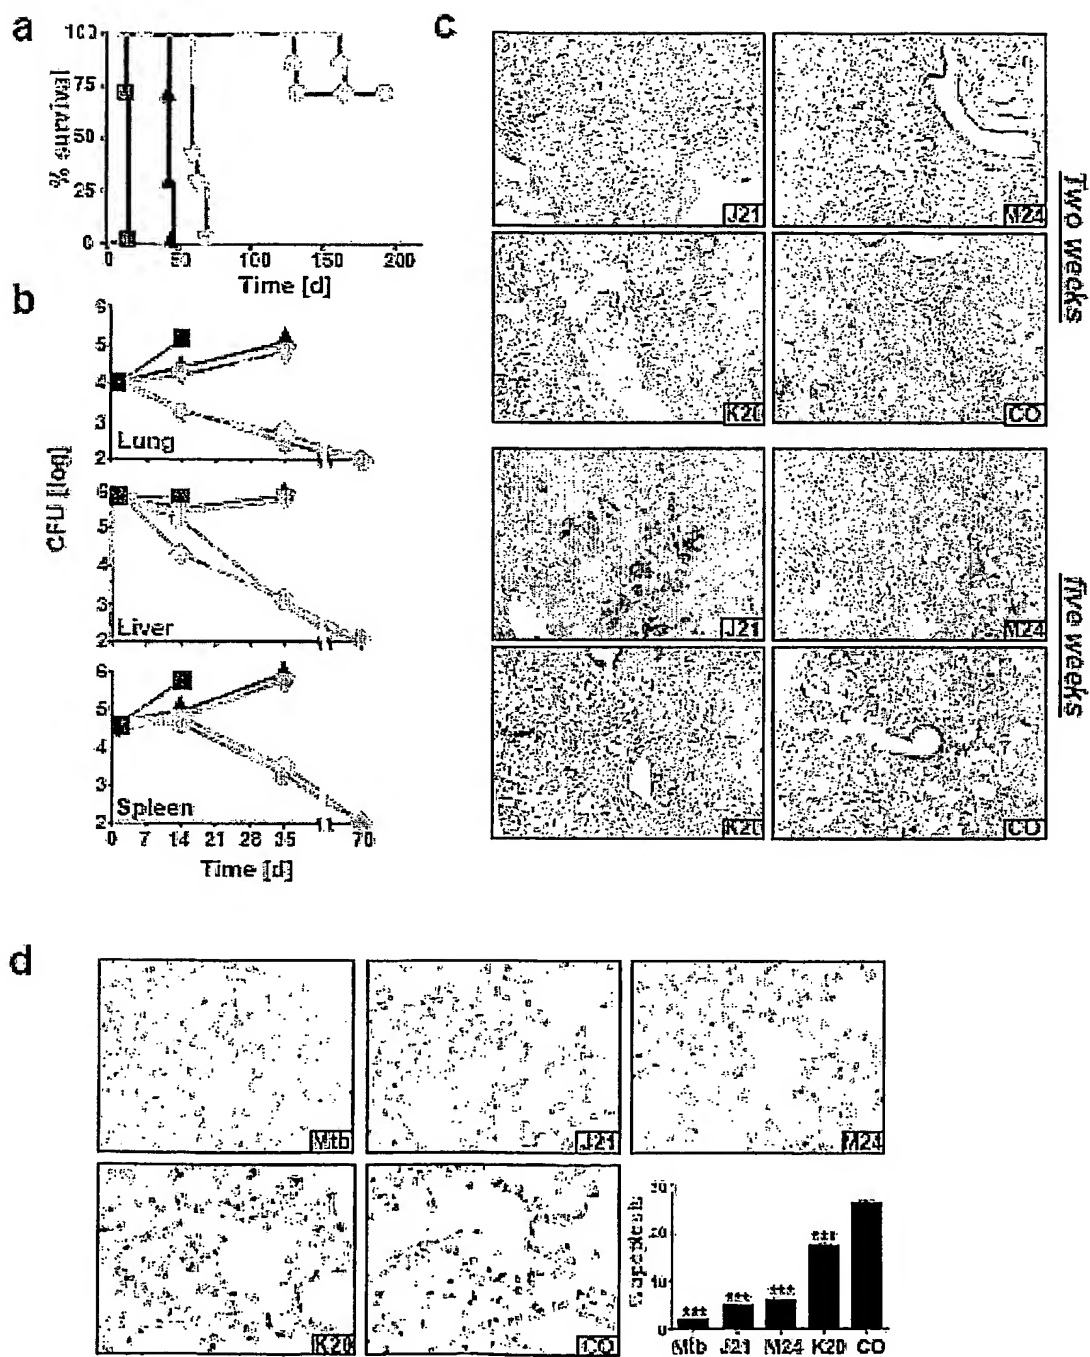 a
100
75
50
25
0
% survival
0 50 100 150 200
Time [d]
b
6
5
4
3
2
Lung
6
5
4
3
2
Liver
6
5
4
3
2
Spleen
CFU [log]
0 7 14 21 28 35 70
Time [d]
c
J21
M24
K20
CO
Two weeks
J21
M24
K20
CO
five weeks
d
Mtb
J21
M24
K20
CO
30
20
10
0
*** *** *** ***
Mtb J21 M24 K20 CO